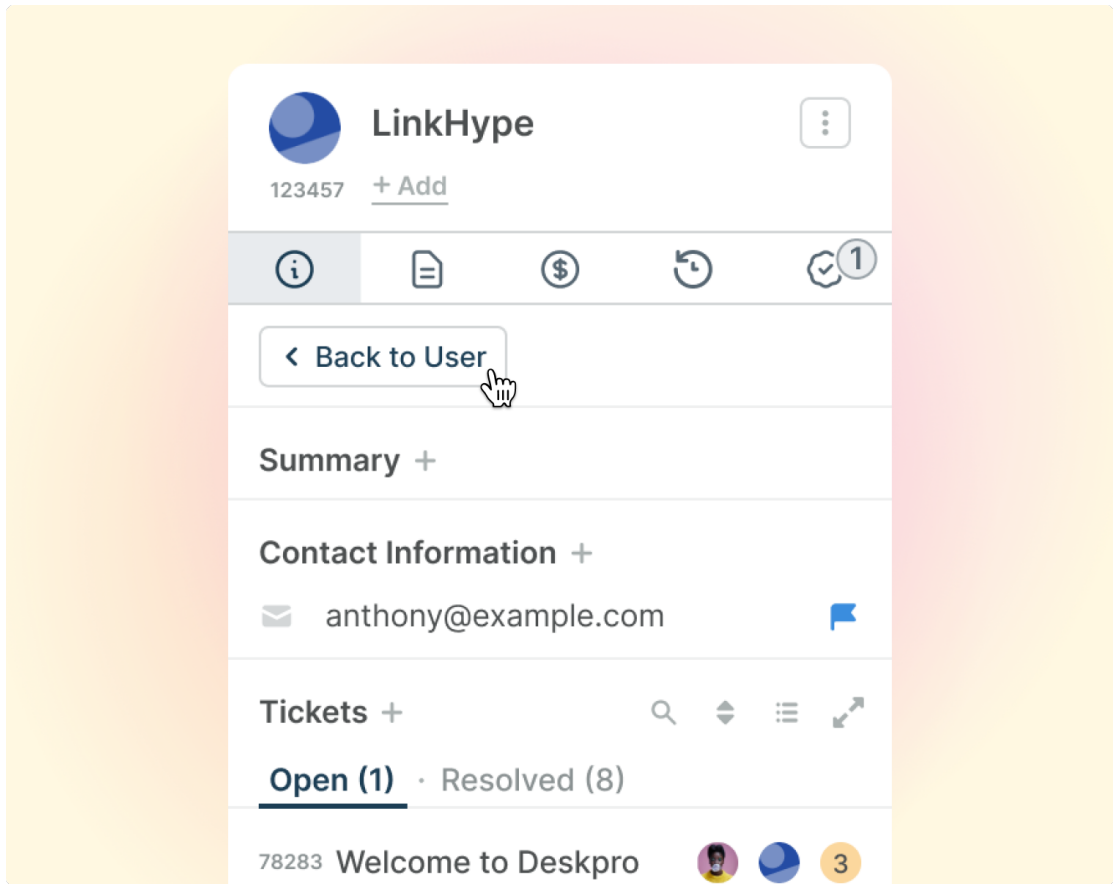 LinkHype
123457
+ Add
1
Back to User
Summary +
Contact Information +
anthony@example.com
Tickets +
Open (1) · Resolved (8)
78283 Welcome to Deskpro 3